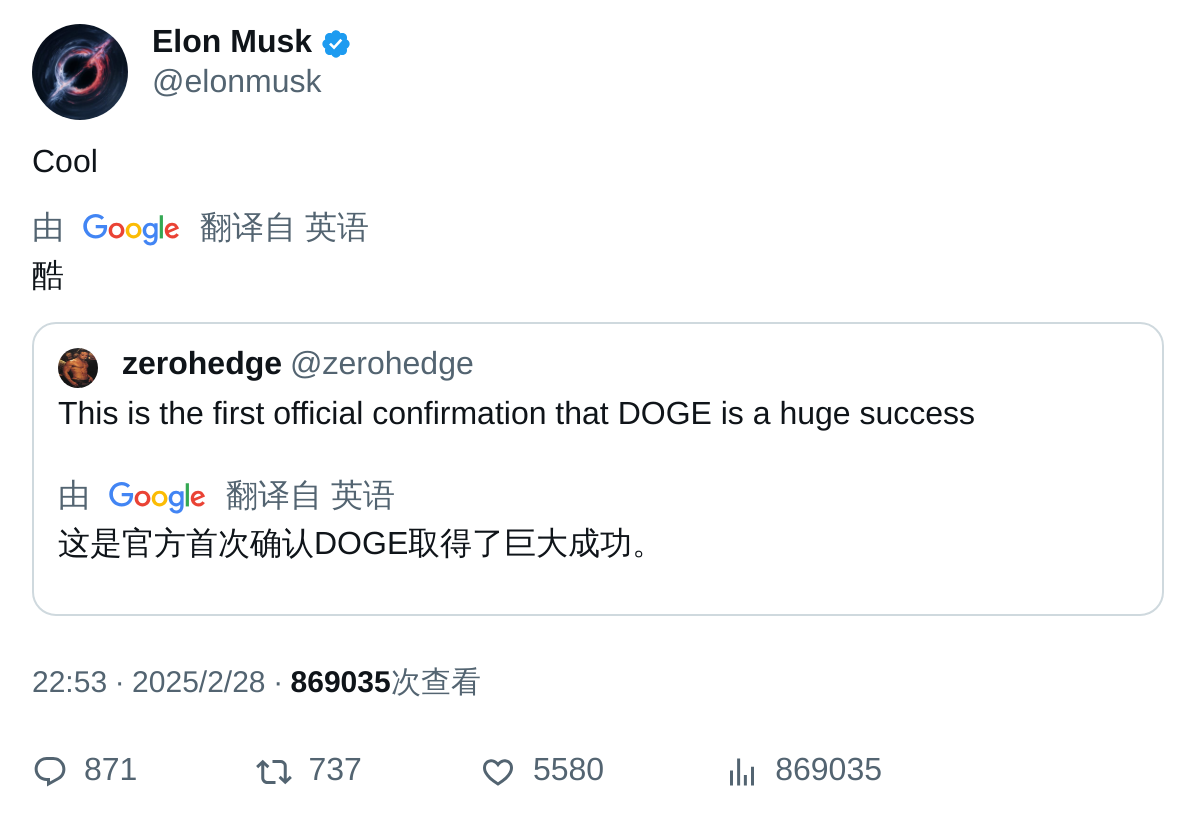 Elon Musk
@elonmusk
Cool
由 Google 翻译自 英语
酷
zerohedge @zerohedge
This is the first official confirmation that DOGE is a huge success
由 Google 翻译自 英语
这是官方首次确认DOGE取得了巨大成功。
22:53 · 2025/2/28 · 869035次查看
871 737 5580 869035